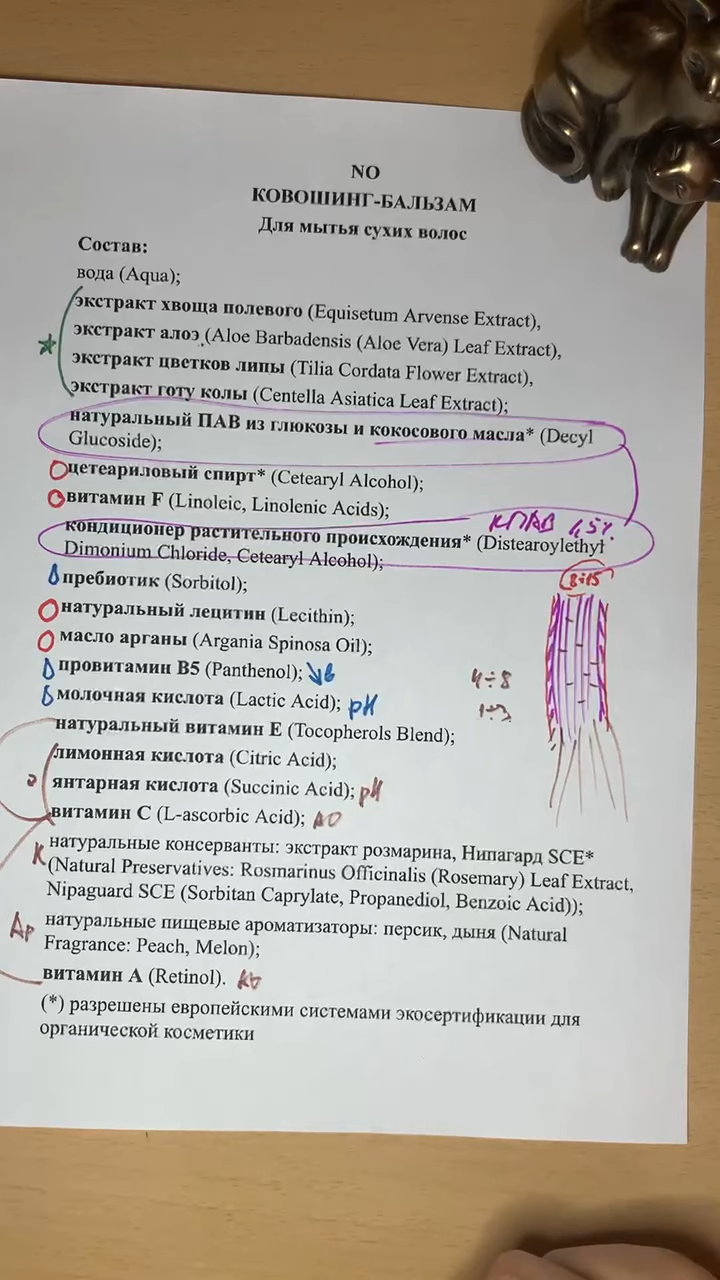 NO
КОВОШИНГ-БАЛЬЗАМ
Для мытья сухих волос
Состав:
вода (Aqua);
экстракт хвоща полевого (Equisetum Arvense Extract),
экстракт алоэ (Aloe Barbadensis (Aloe Vera) Leaf Extract),
экстракт цветков липы (Tilia Cordata Flower Extract),
экстракт готу колы (Centella Asiatica Leaf Extract);
натуральный ПАВ из глюкозы и кокосового масла* (Decyl
Glucoside);
цетеариловый спирт* (Cetearyl Alcohol);
витамин F (Linoleic, Linolenic Acids);
КПАВ 1,5%
кондиционер растительного происхождения* (Distearoylethyl
Dimonium Chloride, Cetearyl Alcohol);
8÷15
пребиотик (Sorbitol);
натуральный лецитин (Lecithin);
масло арганы (Argania Spinosa Oil);
провитамин B5 (Panthenol);
4÷8
молочная кислота (Lactic Acid); pH
1÷3
натуральный витамин Е (Tocopherols Blend);
лимонная кислота (Citric Acid);
янтарная кислота (Succinic Acid); pH
витамин С (L-ascorbic Acid); АО
К натуральные консерванты: экстракт розмарина, Нипагард SCE*
(Natural Preservatives: Rosmarinus Officinalis (Rosemary) Leaf Extract,
Nipaguard SCE (Sorbitan Caprylate, Propanediol, Benzoic Acid));
Ар натуральные пищевые ароматизаторы: персик, дыня (Natural
Fragrance: Peach, Melon);
витамин А (Retinol).
(*) разрешены европейскими системами экосертификации для
органической косметики